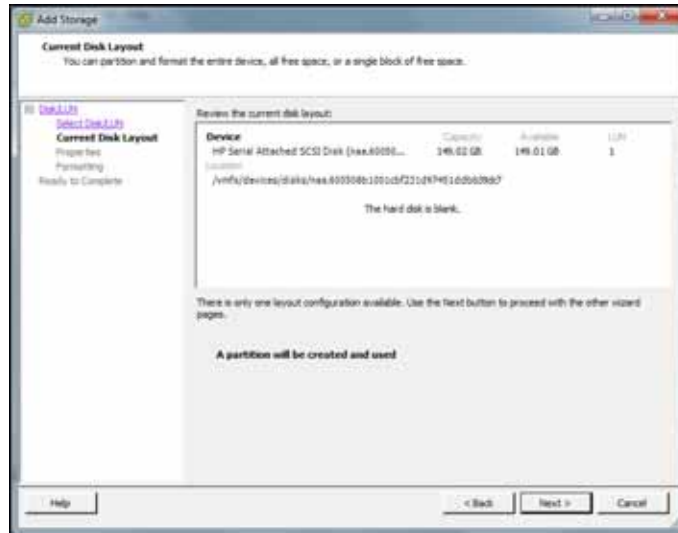 Add Storage
Current Disk Layout
You can partition and format the entire device, all free space, or a single block of free space.
Disk/LUN
Select Disk/LUN
Current Disk Layout
Properties
Formatting
Ready to Complete
Review the current disk layout:
Device Capacity Available LUN
HP Serial Attached SCSI Disk (naa.60050... 149.02 GB 149.01 GB 1
Location
The hard disk is blank.
There is only one layout configuration available. Use the Next button to proceed with the other wizard
pages.
A partition will be created and used
Help < Back Next > Cancel